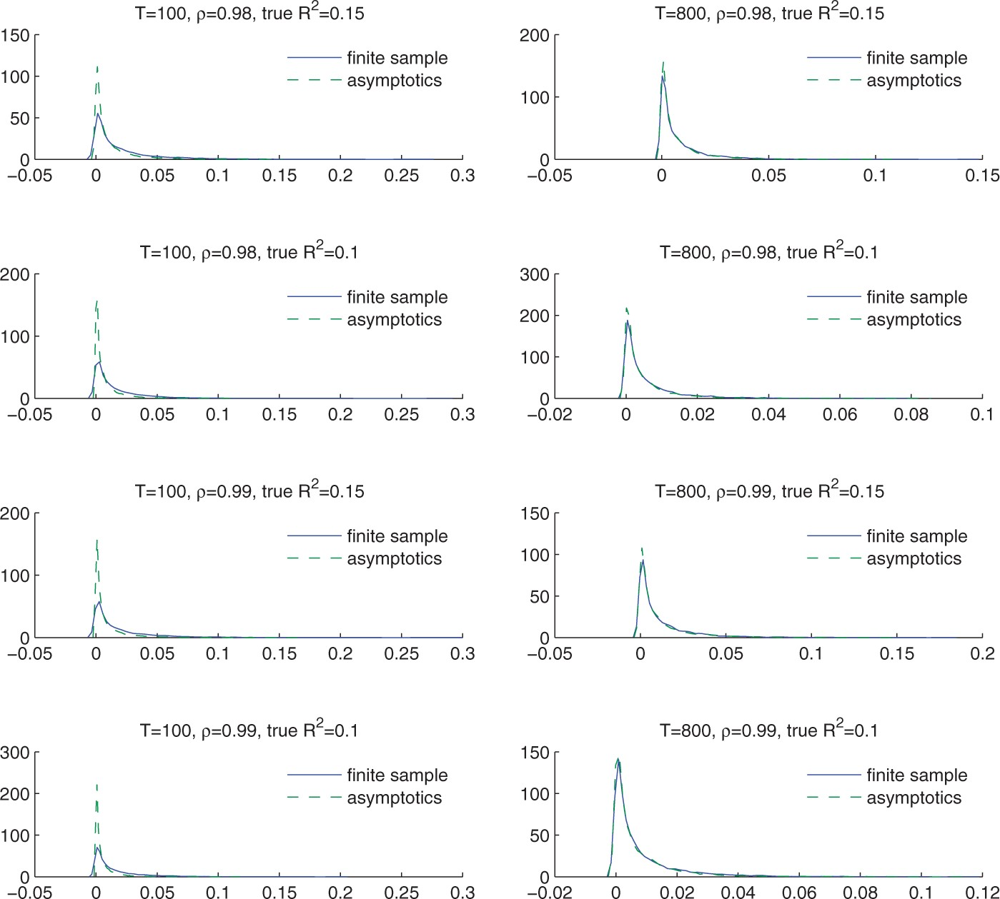 T=100, ρ=0.98, true R²=0.15
150
100
50
0
finite sample
asymptotics
−0.05 0 0.05 0.1 0.15 0.2 0.25 0.3
T=800, ρ=0.98, true R²=0.15
200
100
0
finite sample
asymptotics
−0.05 0 0.05 0.1 0.15
T=100, ρ=0.98, true R²=0.1
200
100
0
finite sample
asymptotics
−0.05 0 0.05 0.1 0.15 0.2 0.25 0.3
T=800, ρ=0.98, true R²=0.1
300
200
100
0
finite sample
asymptotics
−0.02 0 0.02 0.04 0.06 0.08 0.1
T=100, ρ=0.99, true R²=0.15
200
100
0
finite sample
asymptotics
−0.05 0 0.05 0.1 0.15 0.2 0.25 0.3
T=800, ρ=0.99, true R²=0.15
150
100
50
0
finite sample
asymptotics
−0.05 0 0.05 0.1 0.15 0.2
T=100, ρ=0.99, true R²=0.1
300
200
100
0
finite sample
asymptotics
−0.05 0 0.05 0.1 0.15 0.2 0.25 0.3
T=800, ρ=0.99, true R²=0.1
150
100
50
0
finite sample
asymptotics
−0.02 0 0.02 0.04 0.06 0.08 0.1 0.12